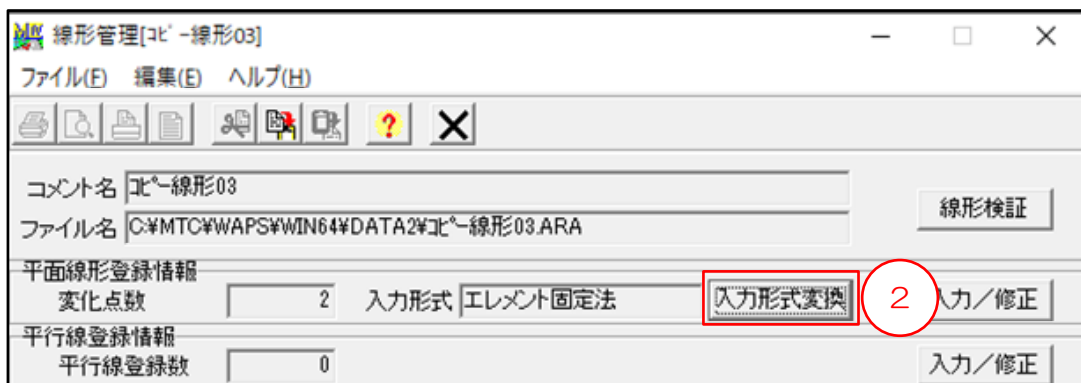 線形管理[ｺﾋﾟｰ線形03]
ファイル(F) 編集(E) ヘルプ(H)
コメント名 ｺﾋﾟｰ線形03
線形検証
ファイル名 C:¥MTC¥WAPS¥WIN64¥DATA2¥ｺﾋﾟｰ線形03.ARA
平面線形登録情報
変化点数 2 入力形式 エレメント固定法 入力形式変換 2 入力／修正
平行線登録情報
平行線登録数 0 入力／修正